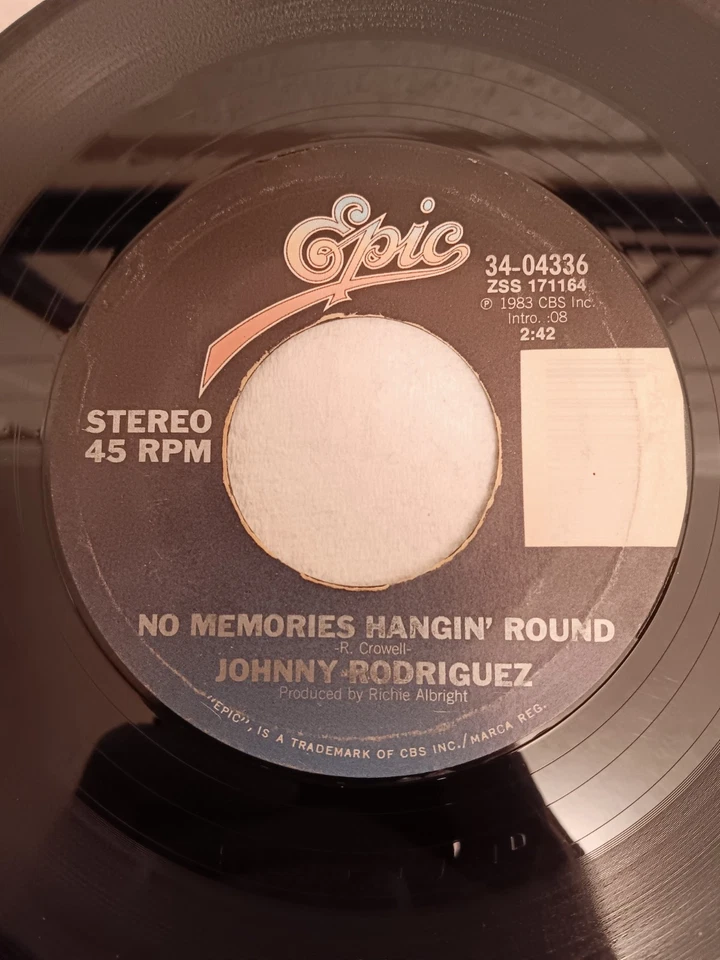 Epic
34-04336
ZSS 171164
Ⓟ 1983 CBS Inc.
Intro. :08
2:42
STEREO
45 RPM
NO MEMORIES HANGIN' ROUND
-R. Crowell-
JOHNNY RODRIGUEZ
Produced by Richie Albright
"EPIC", IS A TRADEMARK OF CBS INC./MARCA REG.